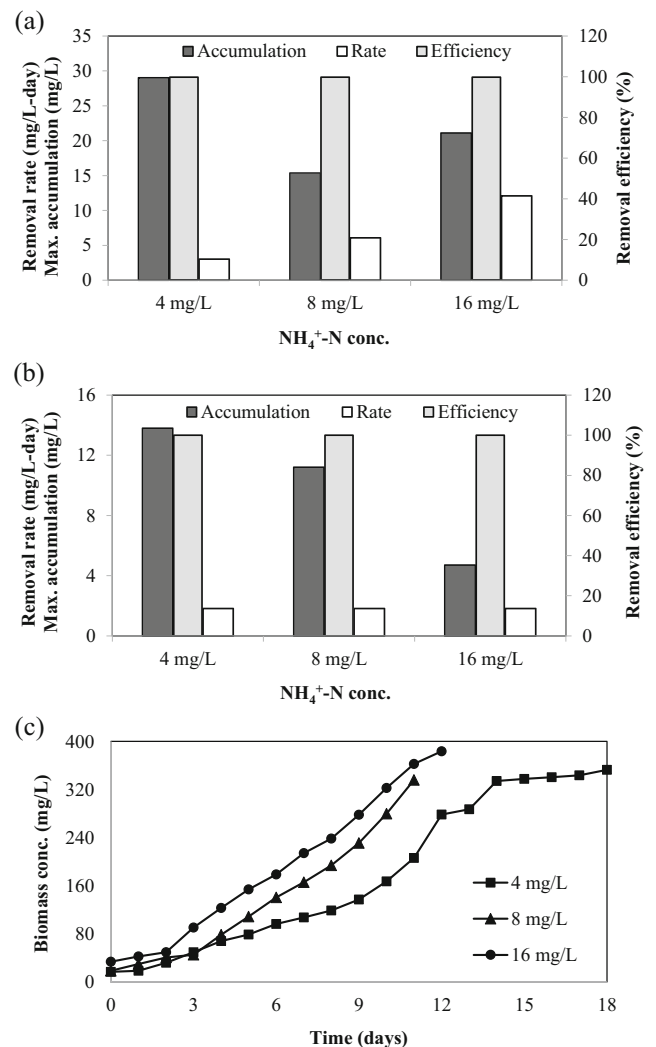 (a)
35
30
25
20
15
10
5
0
Removal rate (mg/L-day)
Max. accumulation (mg/L)
Accumulation Rate Efficiency
120
100
80
60
40
20
0
Removal efficiency (%)
4 mg/L 8 mg/L 16 mg/L
NH₄⁺-N conc.
(b)
16
12
8
4
0
Removal rate (mg/L-day)
Max. accumulation (mg/L)
Accumulation Rate Efficiency
120
100
80
60
40
20
0
Removal efficiency (%)
4 mg/L 8 mg/L 16 mg/L
NH₄⁺-N conc.
(c)
400
320
240
160
80
0
Biomass conc. (mg/L)
4 mg/L
8 mg/L
16 mg/L
0 3 6 9 12 15 18
Time (days)